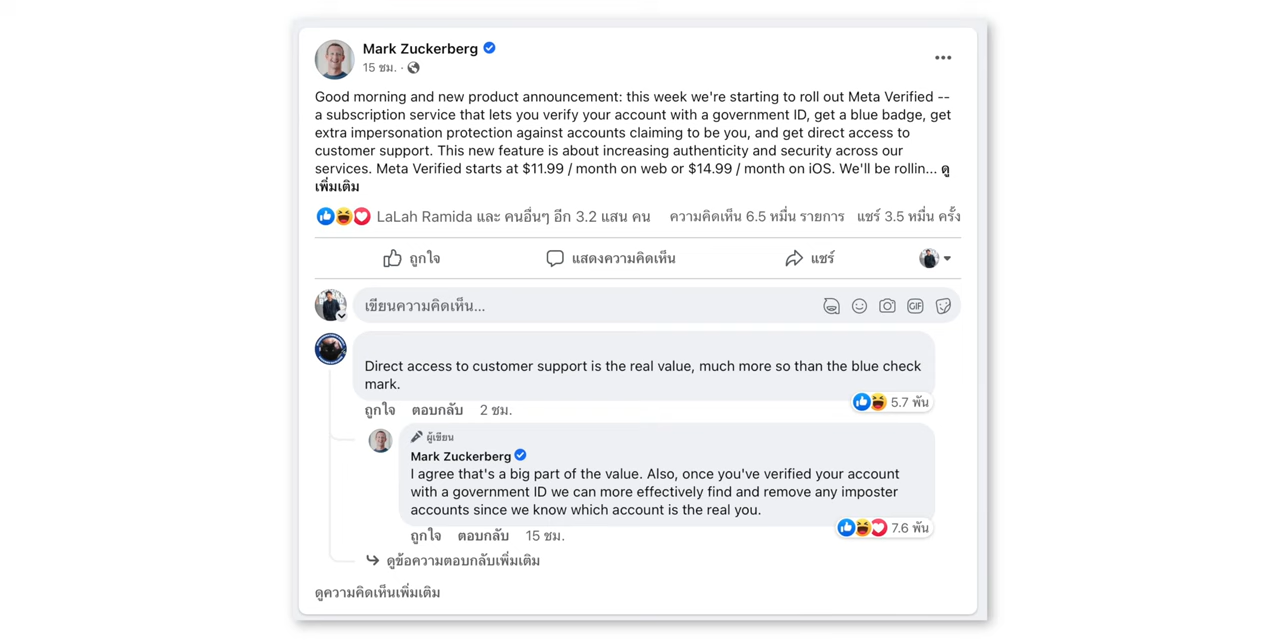 Mark Zuckerberg
15 ชม. ·
Good morning and new product announcement: this week we're starting to roll out Meta Verified --
a subscription service that lets you verify your account with a government ID, get a blue badge, get
extra impersonation protection against accounts claiming to be you, and get direct access to
customer support. This new feature is about increasing authenticity and security across our
services. Meta Verified starts at $11.99 / month on web or $14.99 / month on iOS. We'll be rollin... ดู
เพิ่มเติม
LaLah Ramida และ คนอื่นๆ อีก 3.2 แสน คน ความคิดเห็น 6.5 หมื่น รายการ แชร์ 3.5 หมื่น ครั้ง
ถูกใจ แสดงความคิดเห็น แชร์
เขียนความคิดเห็น... GIF
Direct access to customer support is the real value, much more so than the blue check
mark.
5.7 พัน
ถูกใจ ตอบกลับ 2 ชม.
ผู้เขียน
Mark Zuckerberg
I agree that's a big part of the value. Also, once you've verified your account
with a government ID we can more effectively find and remove any imposter
accounts since we know which account is the real you.
7.6 พัน
ถูกใจ ตอบกลับ 15 ชม.
ดูข้อความตอบกลับเพิ่มเติม
ดูความคิดเห็นเพิ่มเติม